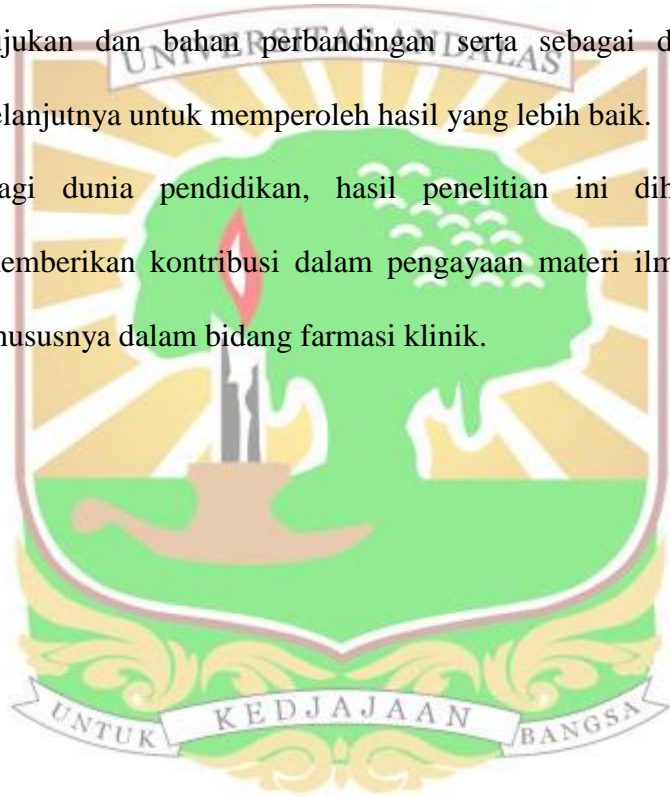 ujukan dan bahan perbandingan serta sebagai d
UNIVERSITAS ANDALAS
elanjutnya untuk memperoleh hasil yang lebih baik.
agi dunia pendidikan, hasil penelitian ini dih
emberikan kontribusi dalam pengayaan materi ilm
hususnya dalam bidang farmasi klinik.
UNTUK KEDJAJAAN BANGSA